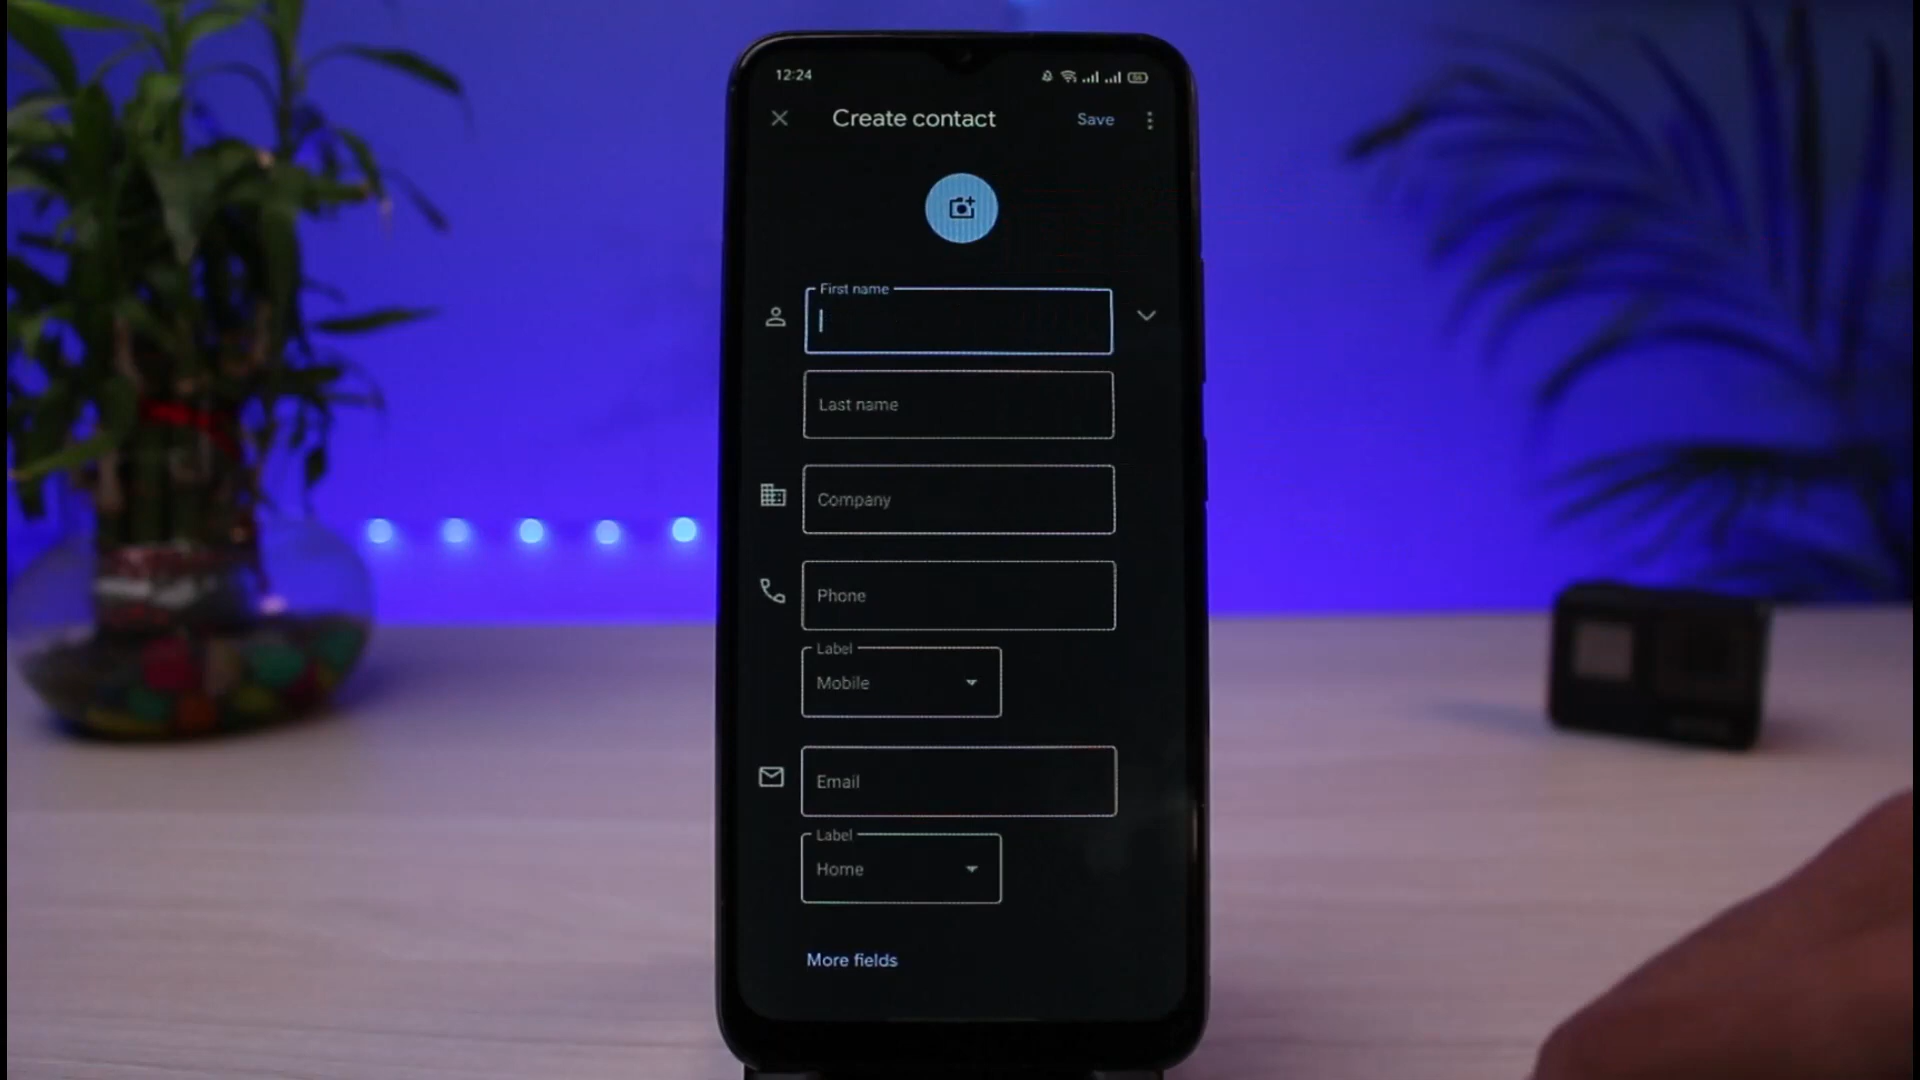 12:24
Create contact
Save
First name
Last name
Company
Phone
Label
Mobile
Email
Label
Home
More fields